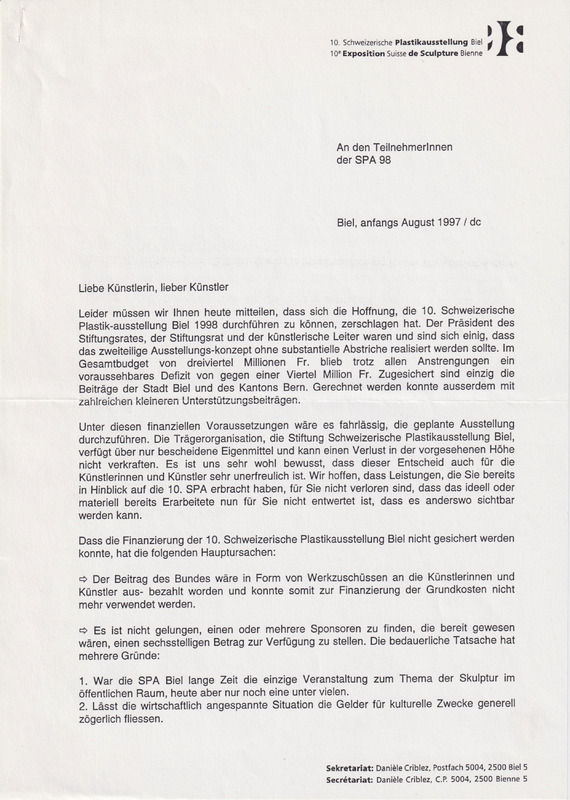 10. Schweizerische Plastikausstellung Biel
10e Exposition Suisse de Sculpture Bienne
98
An den TeilnehmerInnen
der SPA 98
Biel, anfangs August 1997 / dc
Liebe Künstlerin, lieber Künstler
Leider müssen wir Ihnen heute mitteilen, dass sich die Hoffnung, die 10. Schweizerische
Plastik-ausstellung Biel 1998 durchführen zu können, zerschlagen hat. Der Präsident des
Stiftungsrates, der Stiftungsrat und der künstlerische Leiter waren und sind sich einig, dass
das zweiteilige Ausstellungs-konzept ohne substantielle Abstriche realisiert werden sollte. Im
Gesamtbudget von dreiviertel Millionen Fr. blieb trotz allen Anstrengungen ein
voraussehbares Defizit von gegen einer Viertel Million Fr. Zugesichert sind einzig die
Beiträge der Stadt Biel und des Kantons Bern. Gerechnet werden konnte ausserdem mit
zahlreichen kleineren Unterstützungsbeiträgen.
Unter diesen finanziellen Voraussetzungen wäre es fahrlässig, die geplante Ausstellung
durchzuführen. Die Trägerorganisation, die Stiftung Schweizerische Plastikausstellung Biel,
verfügt über nur bescheidene Eigenmittel und kann einen Verlust in der vorgesehenen Höhe
nicht verkraften. Es ist uns sehr wohl bewusst, dass dieser Entscheid auch für die
Künstlerinnen und Künstler sehr unerfreulich ist. Wir hoffen, dass Leistungen, die Sie bereits
in Hinblick auf die 10. SPA erbracht haben, für Sie nicht verloren sind, dass das ideell oder
materiell bereits Erarbeitete nun für Sie nicht entwertet ist, dass es anderswo sichtbar
werden kann.
Dass die Finanzierung der 10. Schweizerische Plastikausstellung Biel nicht gesichert werden
konnte, hat die folgenden Hauptursachen:
⇨ Der Beitrag des Bundes wäre in Form von Werkzuschüssen an die Künstlerinnen und
Künstler aus- bezahlt worden und konnte somit zur Finanzierung der Grundkosten nicht
mehr verwendet werden.
⇨ Es ist nicht gelungen, einen oder mehrere Sponsoren zu finden, die bereit gewesen
wären, einen sechsstelligen Betrag zur Verfügung zu stellen. Die bedauerliche Tatsache hat
mehrere Gründe:
1. War die SPA Biel lange Zeit die einzige Veranstaltung zum Thema der Skulptur im
öffentlichen Raum, heute aber nur noch eine unter vielen.
2. Lässt die wirtschaftlich angespannte Situation die Gelder für kulturelle Zwecke generell
zögerlich fliessen.
Sekretariat: Danièle Criblez, Postfach 5004, 2500 Biel 5
Secrétariat: Danièle Criblez, C.P. 5004, 2500 Bienne 5